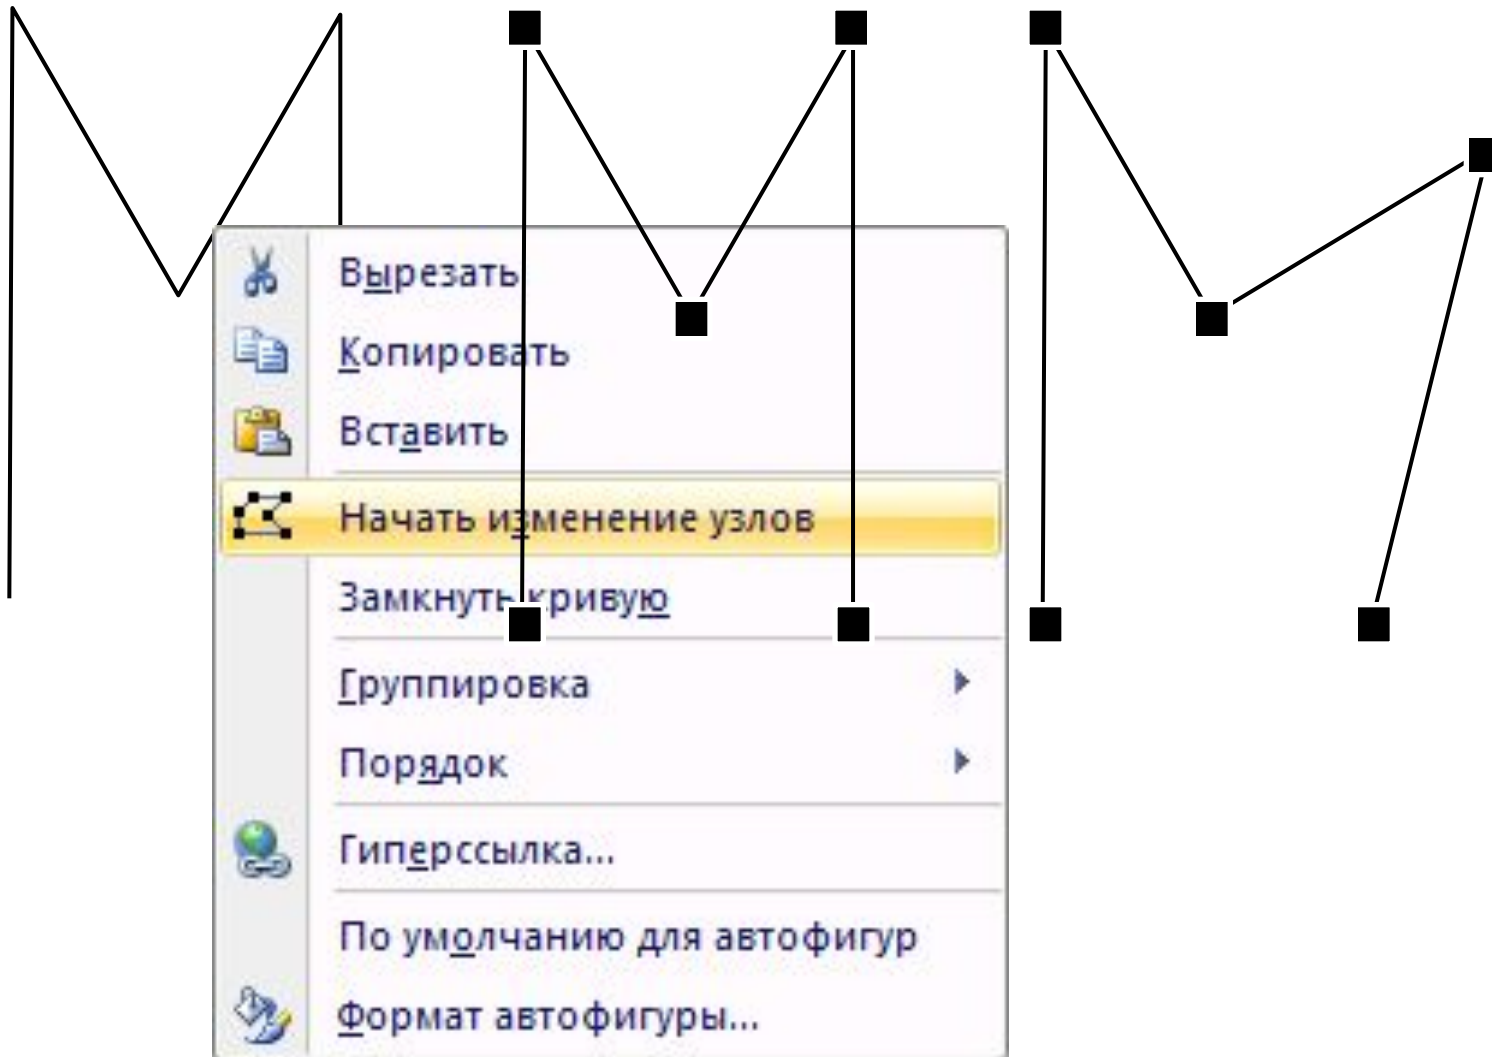 Вырезать
Копировать
Вставить
Начать изменение узлов
Замкнуть кривую
Группировка
Порядок
Гиперссылка...
По умолчанию для автофигур
Формат автофигуры...